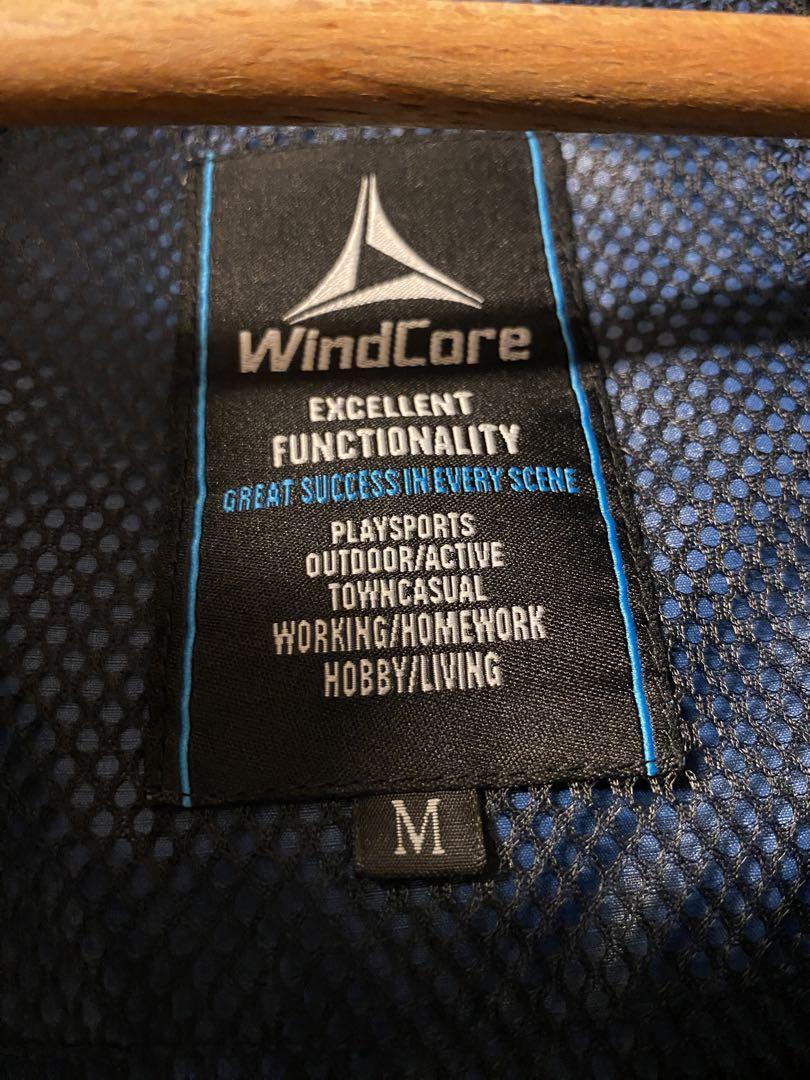 WindCore
EXCELLENT
FUNCTIONALITY
GREAT SUCCESS IN EVERY SCENE
PLAYSPORTS
OUTDOOR/ACTIVE
TOWNCASUAL
WORKING/HOMEWORK
HOBBY/LIVING
M